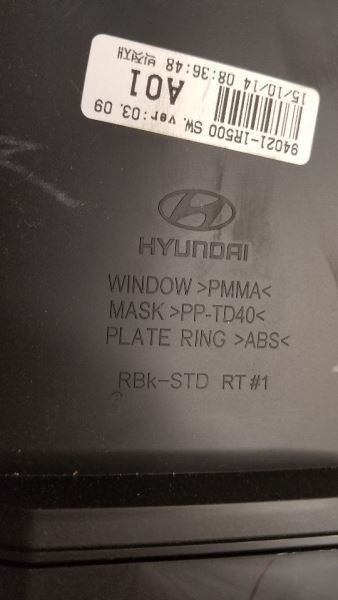 94021-1R500 SW. ver:03.09
A01
15/10/14 08:36:48
HYUNDAI
WINDOW >PMMA<
MASK >PP-TD40<
PLATE RING >ABS<
RBk-STD RT#1